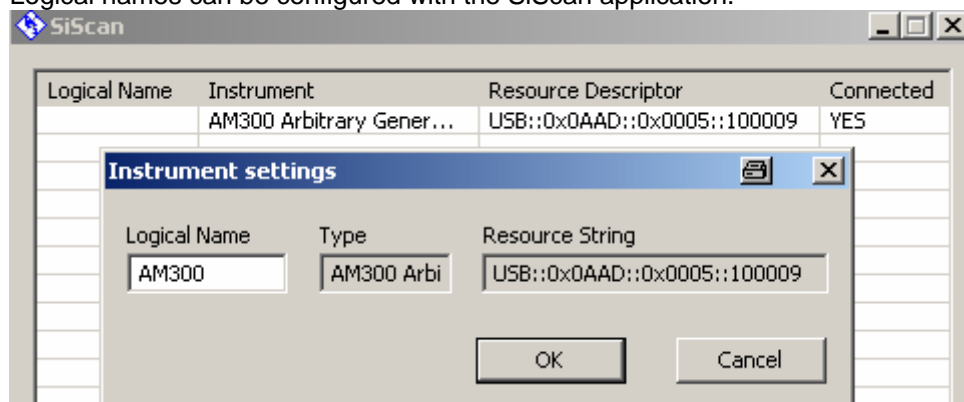 Logical names can be configured with the SiScan application.
SiScan
Logical Name Instrument Resource Descriptor Connected
AM300 Arbitrary Gener... USB::0x0AAD::0x0005::100009 YES
Instrument settings
Logical Name Type Resource String
AM300 AM300 Arbi USB::0x0AAD::0x0005::100009
OK Cancel